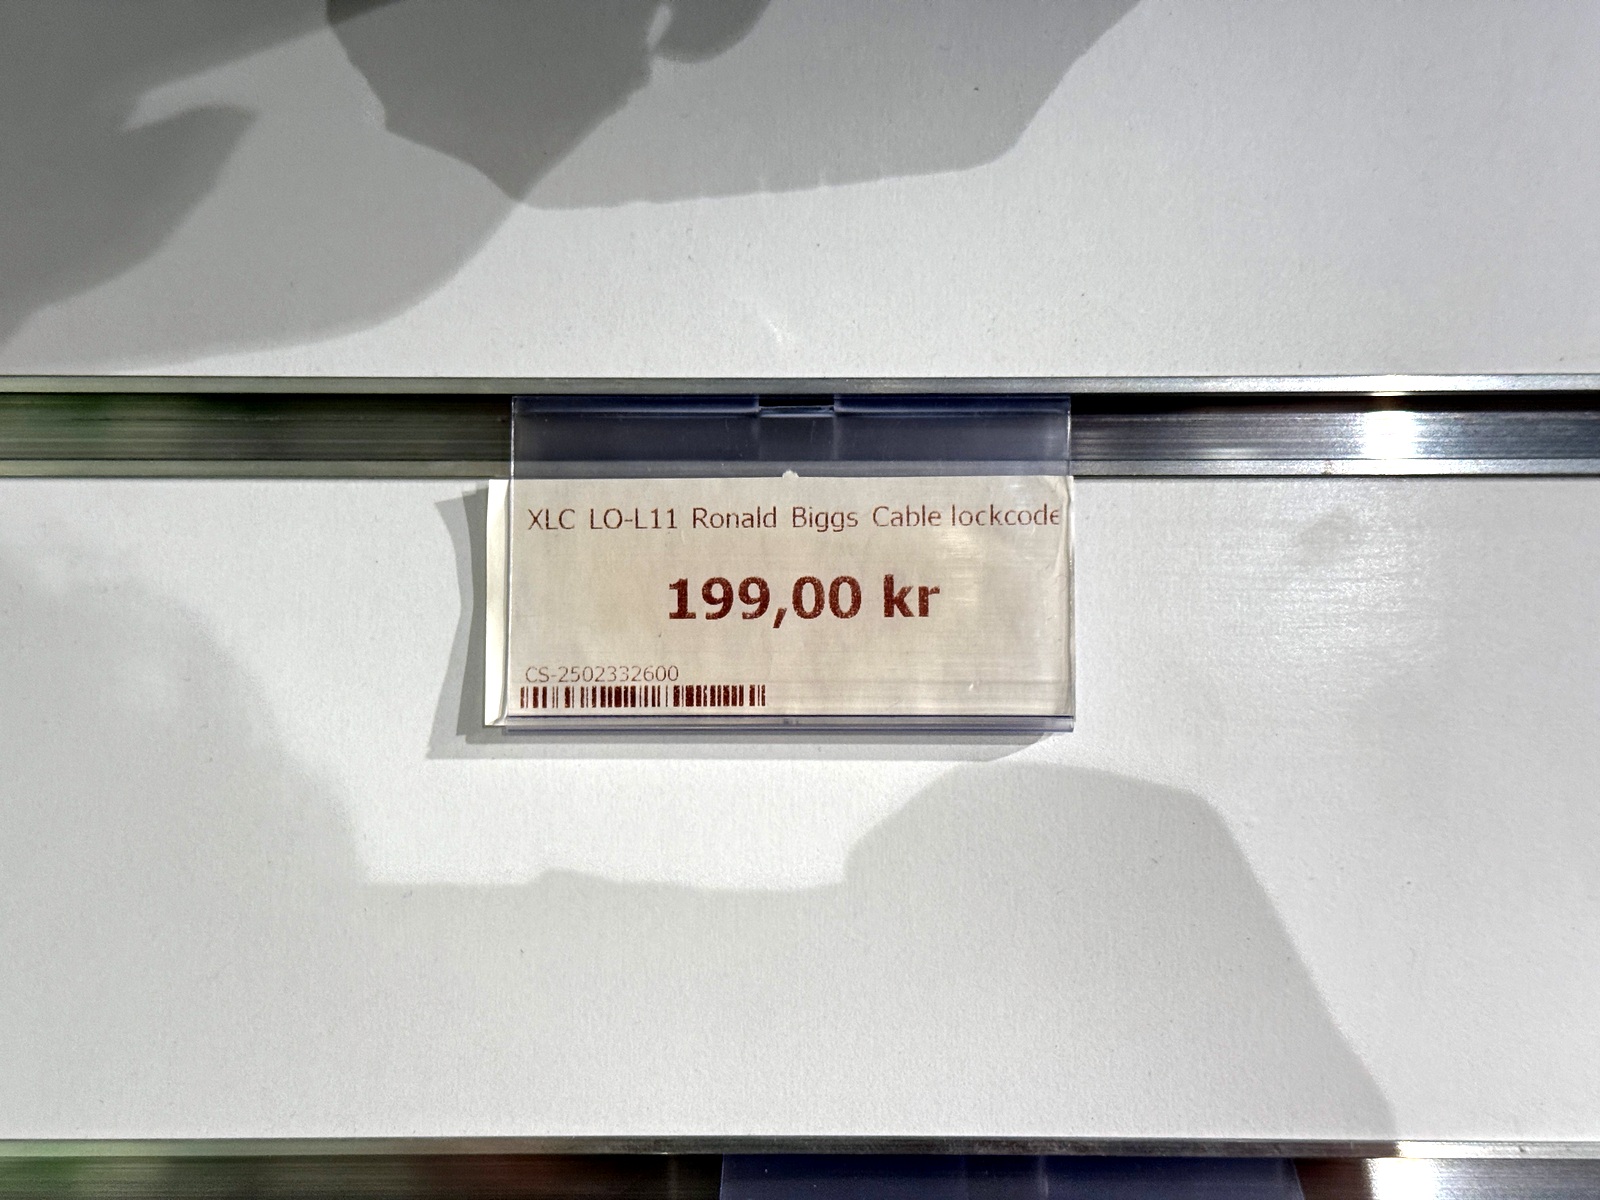 XLC LO-L11 Ronald Biggs Cable lockcode
199,00 kr
CS-2502332600